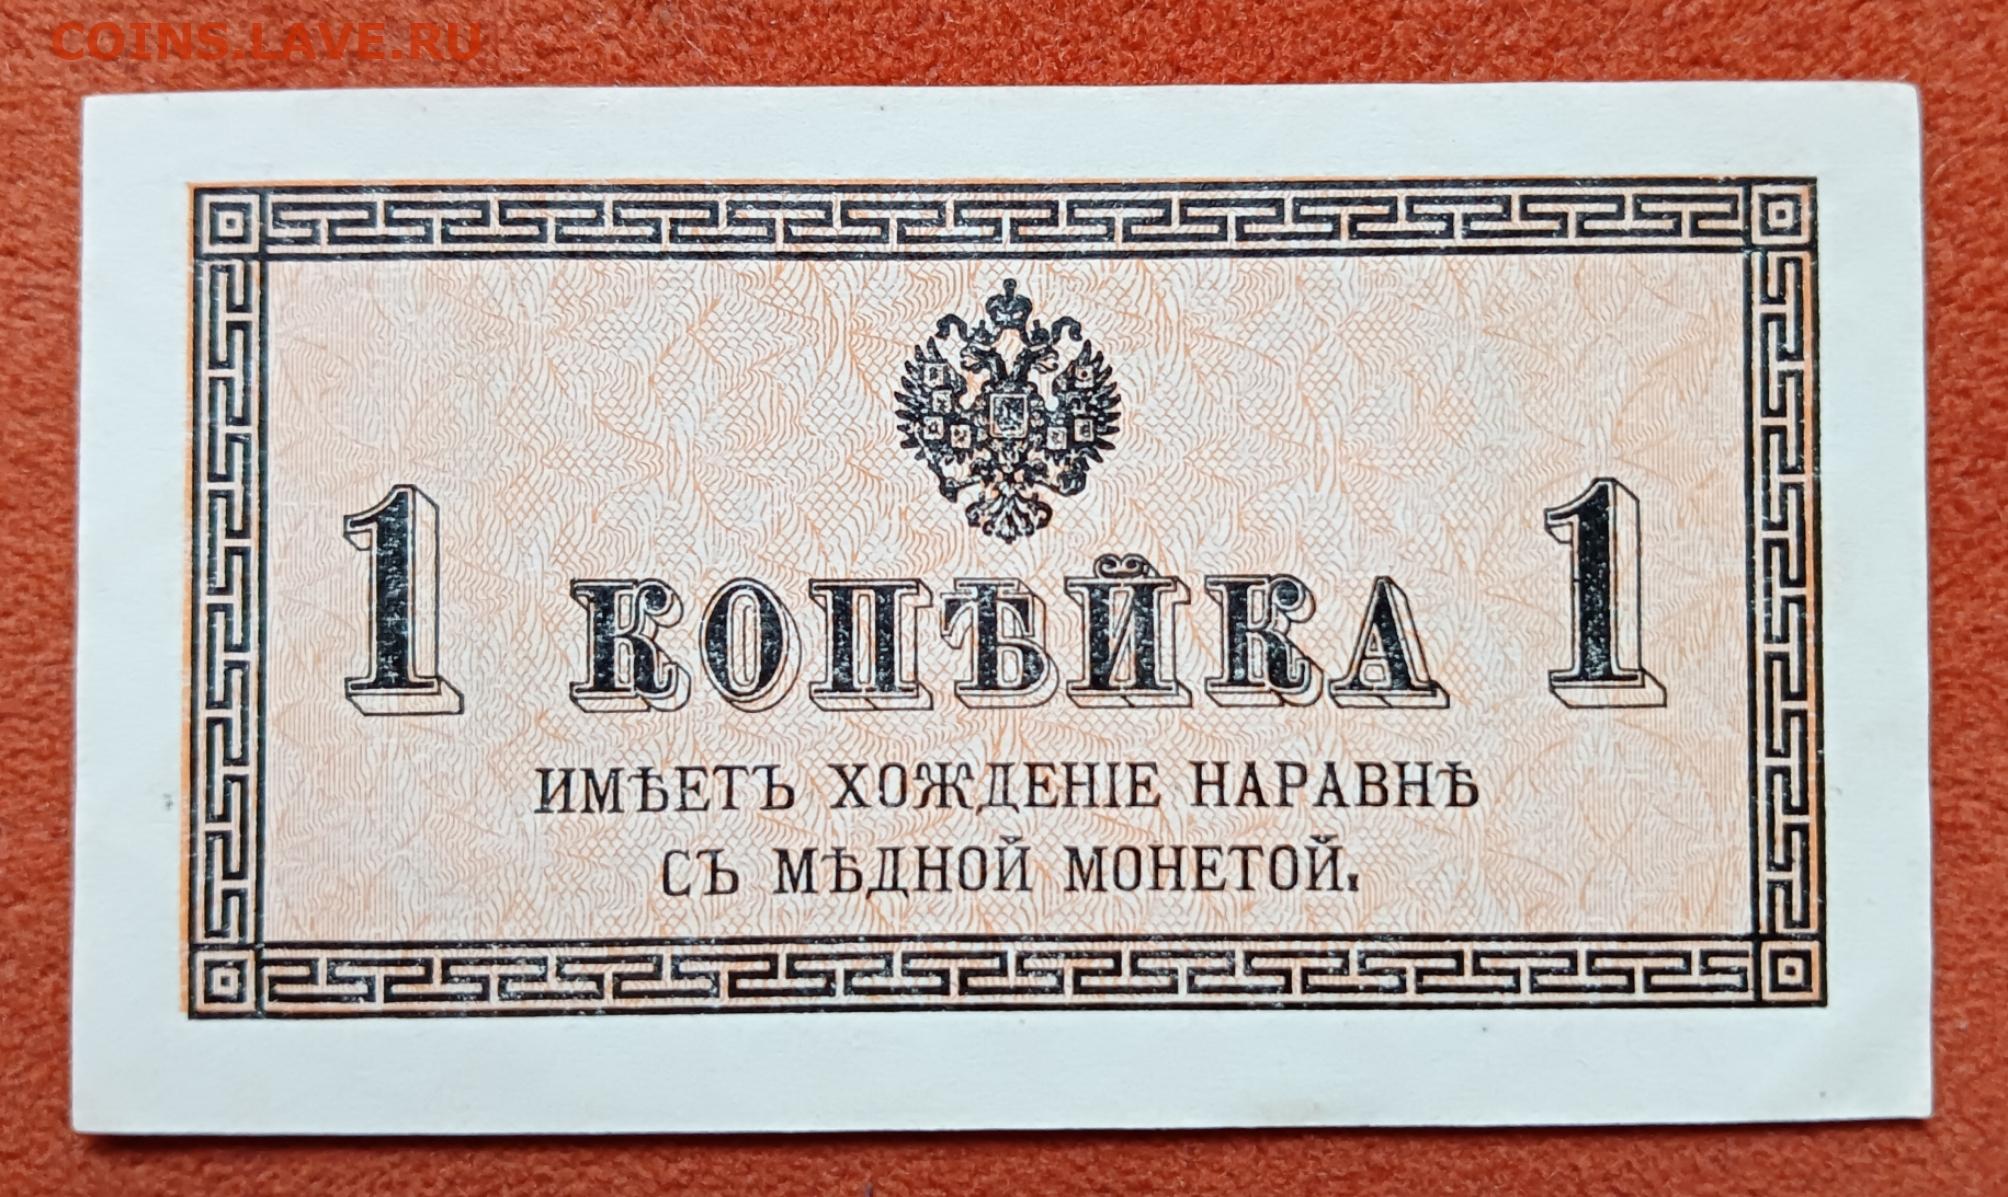 COINS.LAVE.RU
1 КОПѢЙКА 1
ИМѢЕТЪ ХОЖДЕНІЕ НАРАВНѢ
СЪ МѢДНОЙ МОНЕТОЙ.